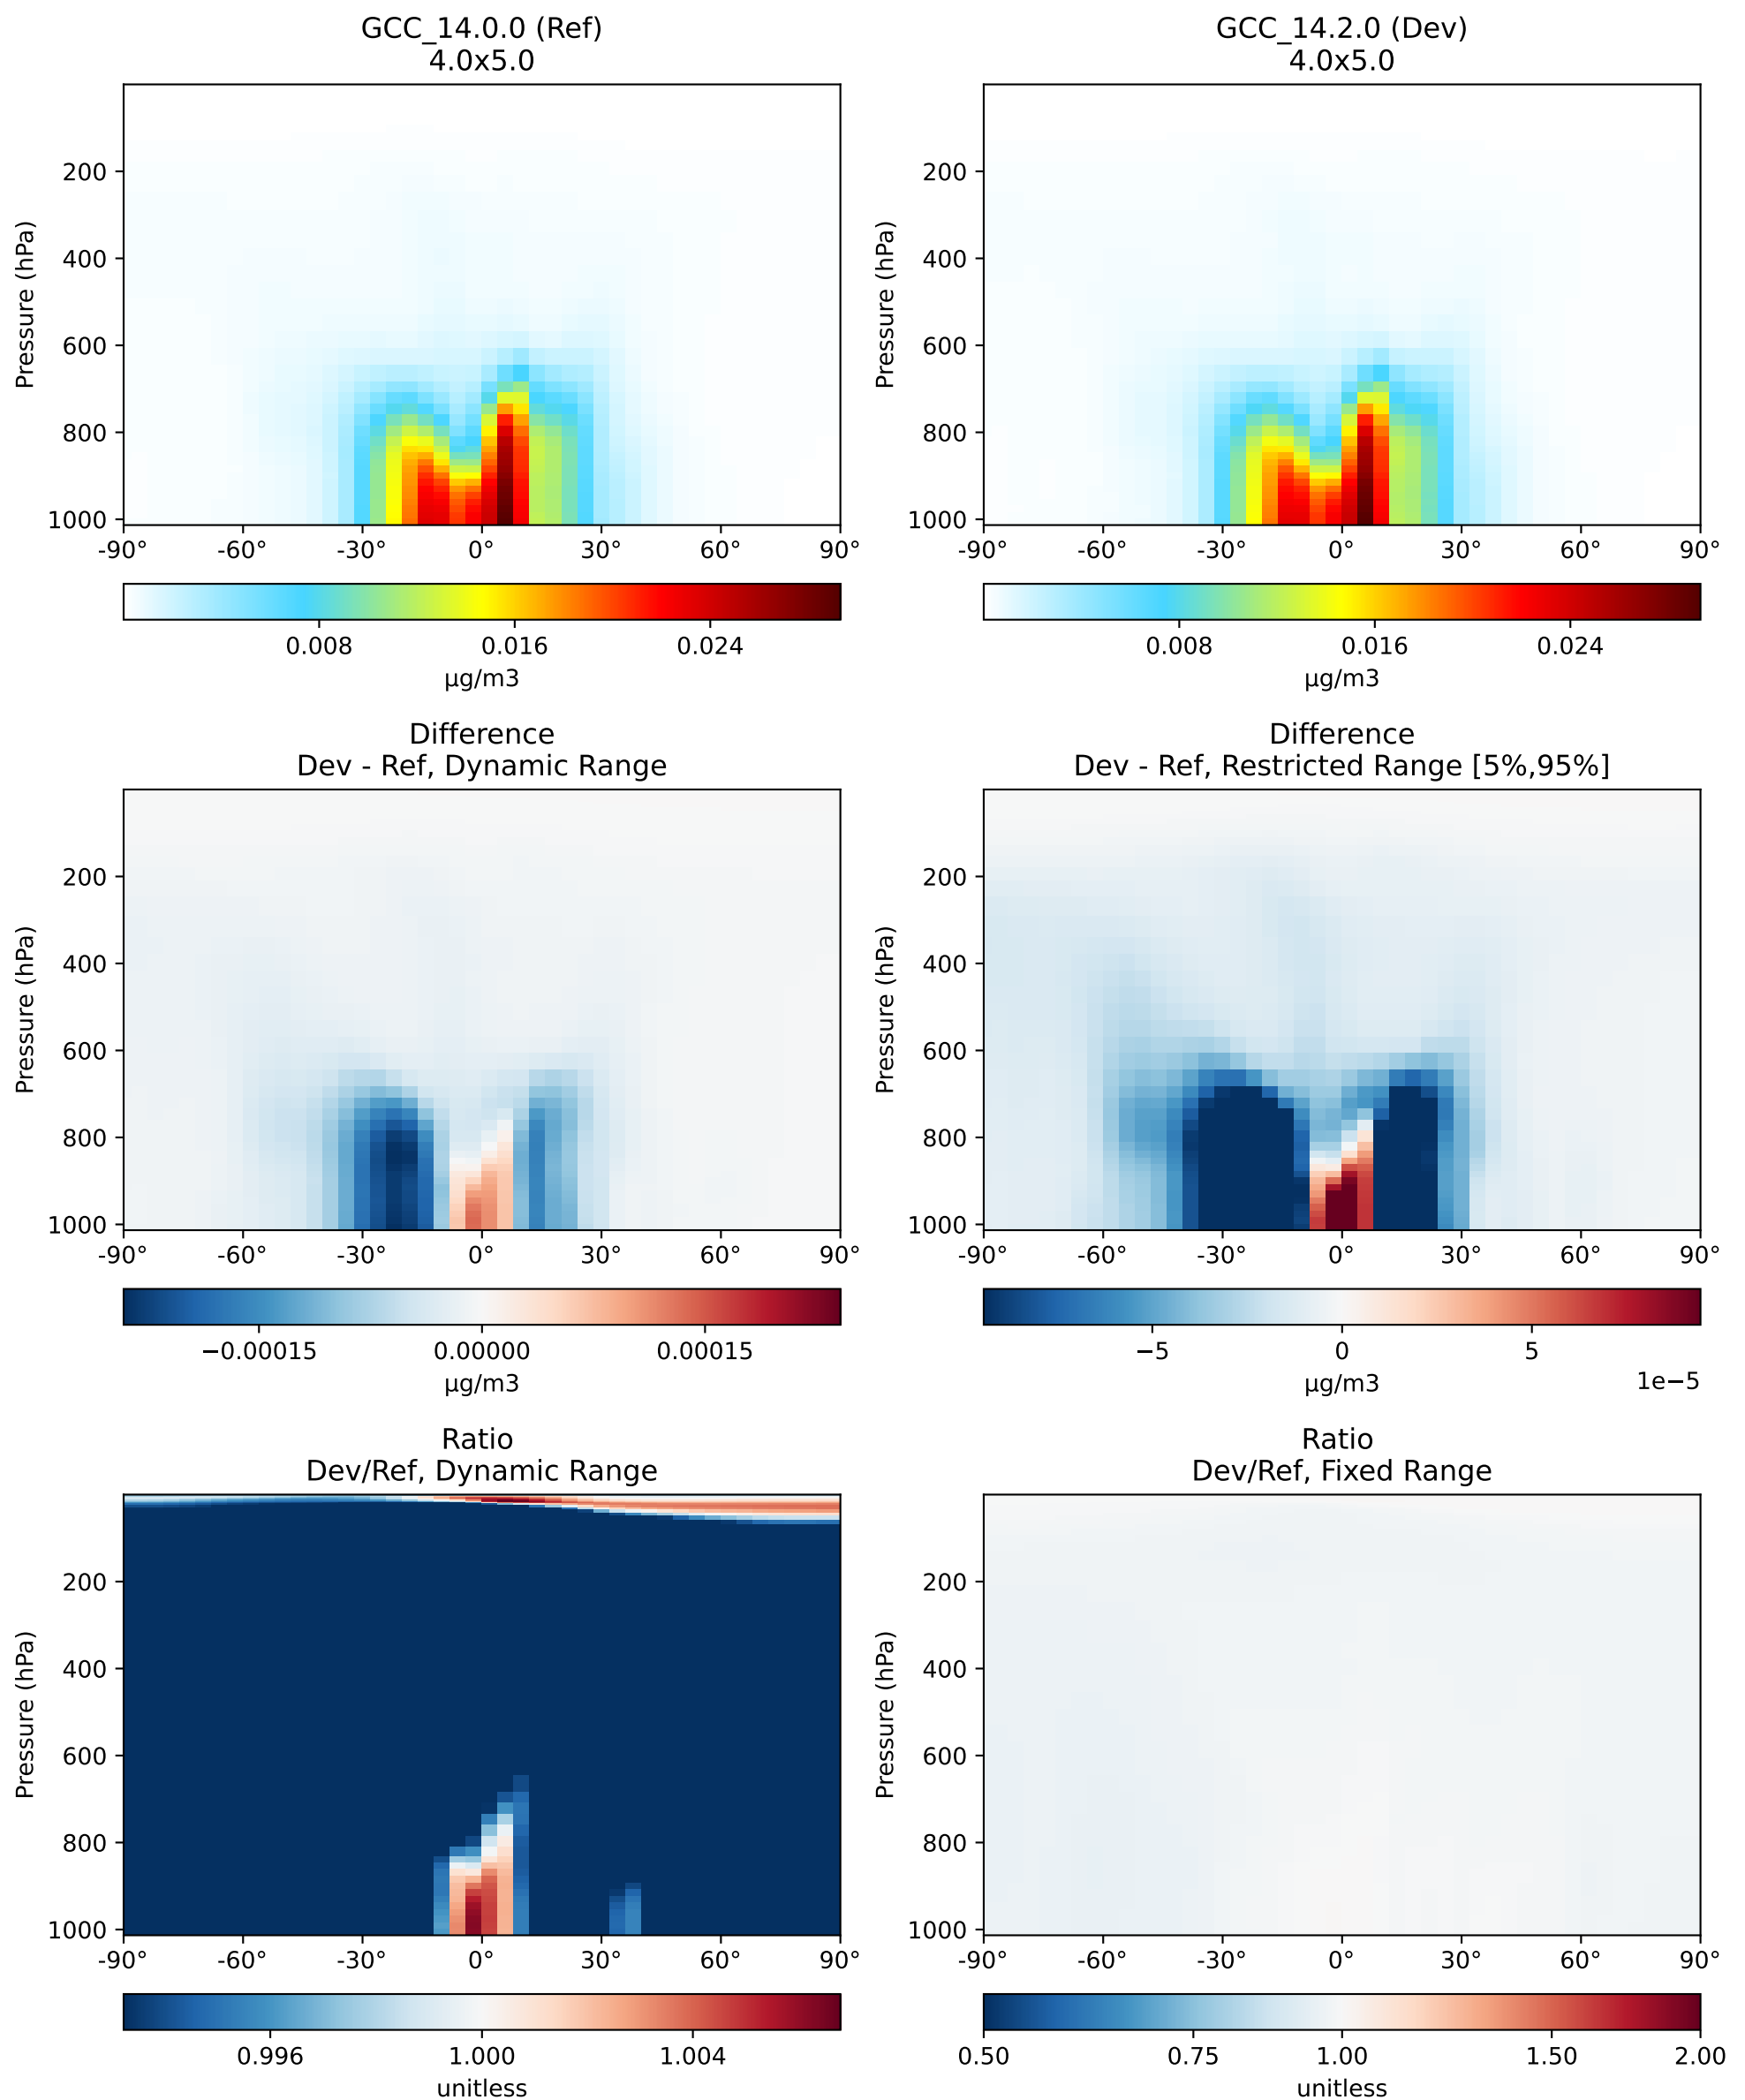 GCC_14.0.0 (Ref)
4.0x5.0
Pressure (hPa)
200
400
600
800
1000
-90° -60° -30° 0° 30° 60° 90°
0.008 0.016 0.024
µg/m3
GCC_14.2.0 (Dev)
4.0x5.0
Pressure (hPa)
200
400
600
800
1000
-90° -60° -30° 0° 30° 60° 90°
0.008 0.016 0.024
µg/m3
Difference
Dev - Ref, Dynamic Range
Pressure (hPa)
200
400
600
800
1000
-90° -60° -30° 0° 30° 60° 90°
−0.00015 0.00000 0.00015
µg/m3
Difference
Dev - Ref, Restricted Range [5%,95%]
Pressure (hPa)
200
400
600
800
1000
-90° -60° -30° 0° 30° 60° 90°
−5 0 5
µg/m3
1e−5
Ratio
Dev/Ref, Dynamic Range
Pressure (hPa)
200
400
600
800
1000
-90° -60° -30° 0° 30° 60° 90°
0.996 1.000 1.004
unitless
Ratio
Dev/Ref, Fixed Range
Pressure (hPa)
200
400
600
800
1000
-90° -60° -30° 0° 30° 60° 90°
0.50 0.75 1.00 1.50 2.00
unitless